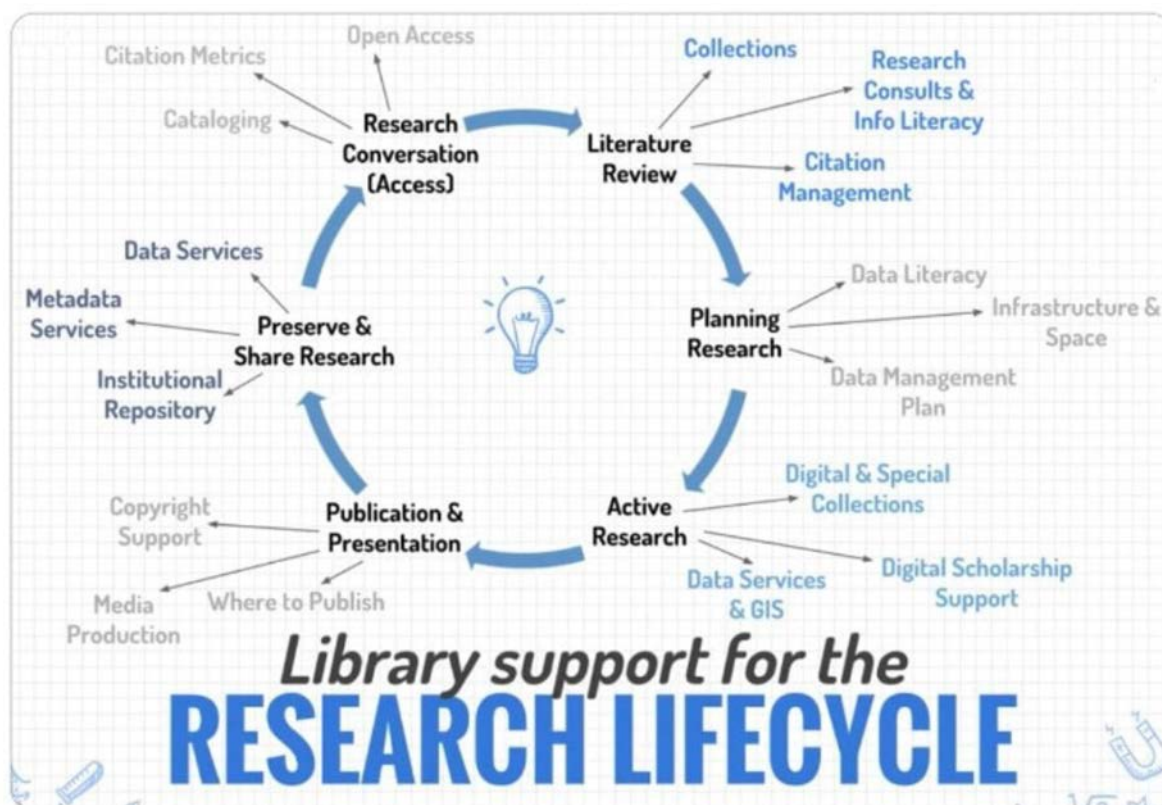 Open Access
Citation Metrics
Cataloging
Research
Conversation
(Access)
Collections
Research
Consults &
Info Literacy
Literature
Review
Citation
Management
Data Services
Metadata
Services
Preserve &
Share Research
Institutional
Repository
Planning
Research
Data Literacy
Infrastructure &
Space
Data Management
Plan
Copyright
Support
Publication &
Presentation
Media
Production
Where to Publish
Active
Research
Digital & Special
Collections
Data Services
& GIS
Digital Scholarship
Support
Library support for the
RESEARCH LIFECYCLE